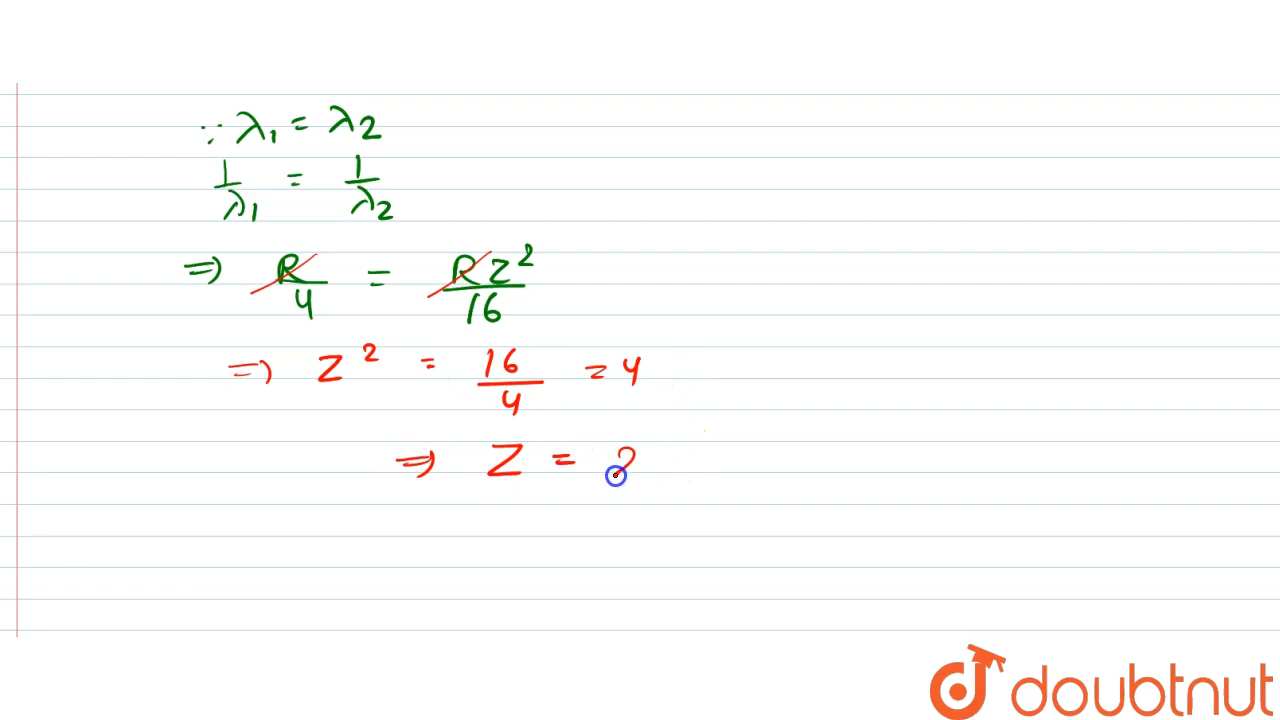 ∵ λ1 = λ2
1/λ1 = 1/λ2
⇒ R/4 = RZ²/16
⇒ Z² = 16/4 = 4
⇒ Z = 2
doubtnut